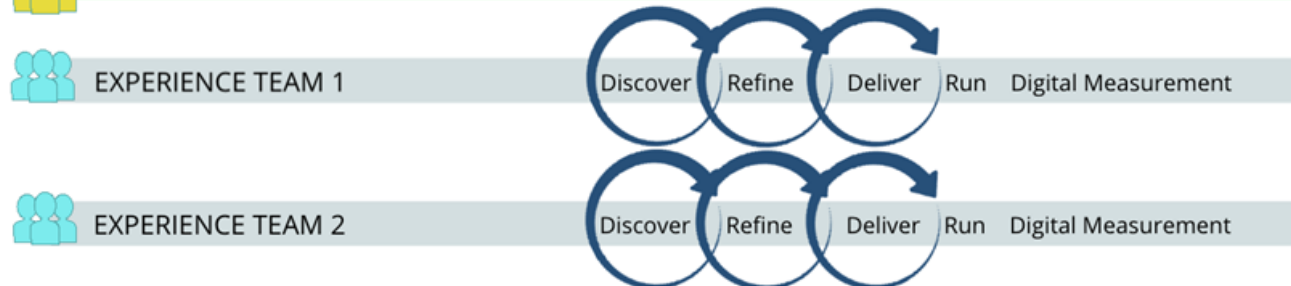 EXPERIENCE TEAM 1 Discover Refine Deliver Run Digital Measurement
EXPERIENCE TEAM 2 Discover Refine Deliver Run Digital Measurement